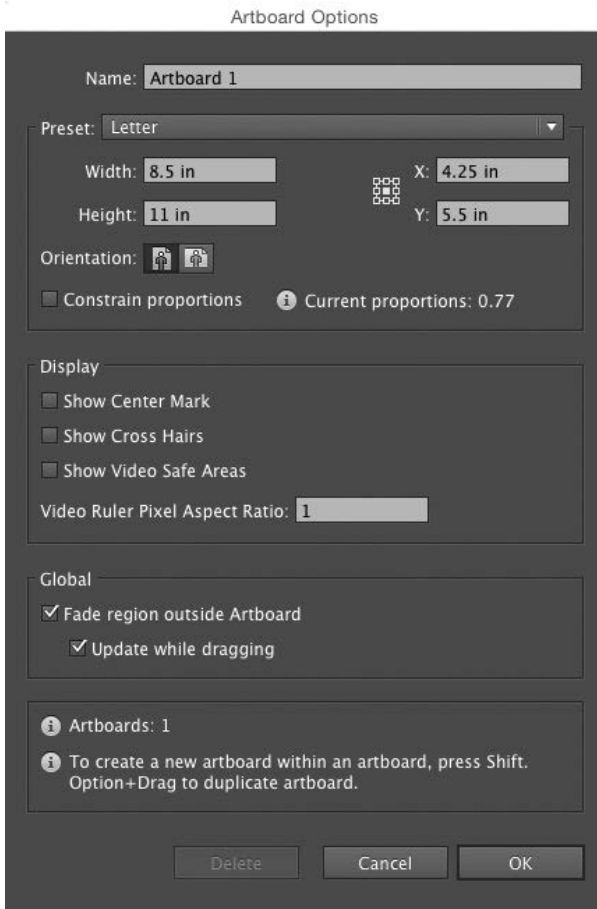 Artboard Options
Name: Artboard 1
Preset: Letter
Width: 8.5 in X: 4.25 in
Height: 11 in Y: 5.5 in
Orientation:
Constrain proportions Current proportions: 0.77
Display
Show Center Mark
Show Cross Hairs
Show Video Safe Areas
Video Ruler Pixel Aspect Ratio: 1
Global
Fade region outside Artboard
Update while dragging
Artboards: 1
To create a new artboard within an artboard, press Shift.
Option+Drag to duplicate artboard.
Delete Cancel OK